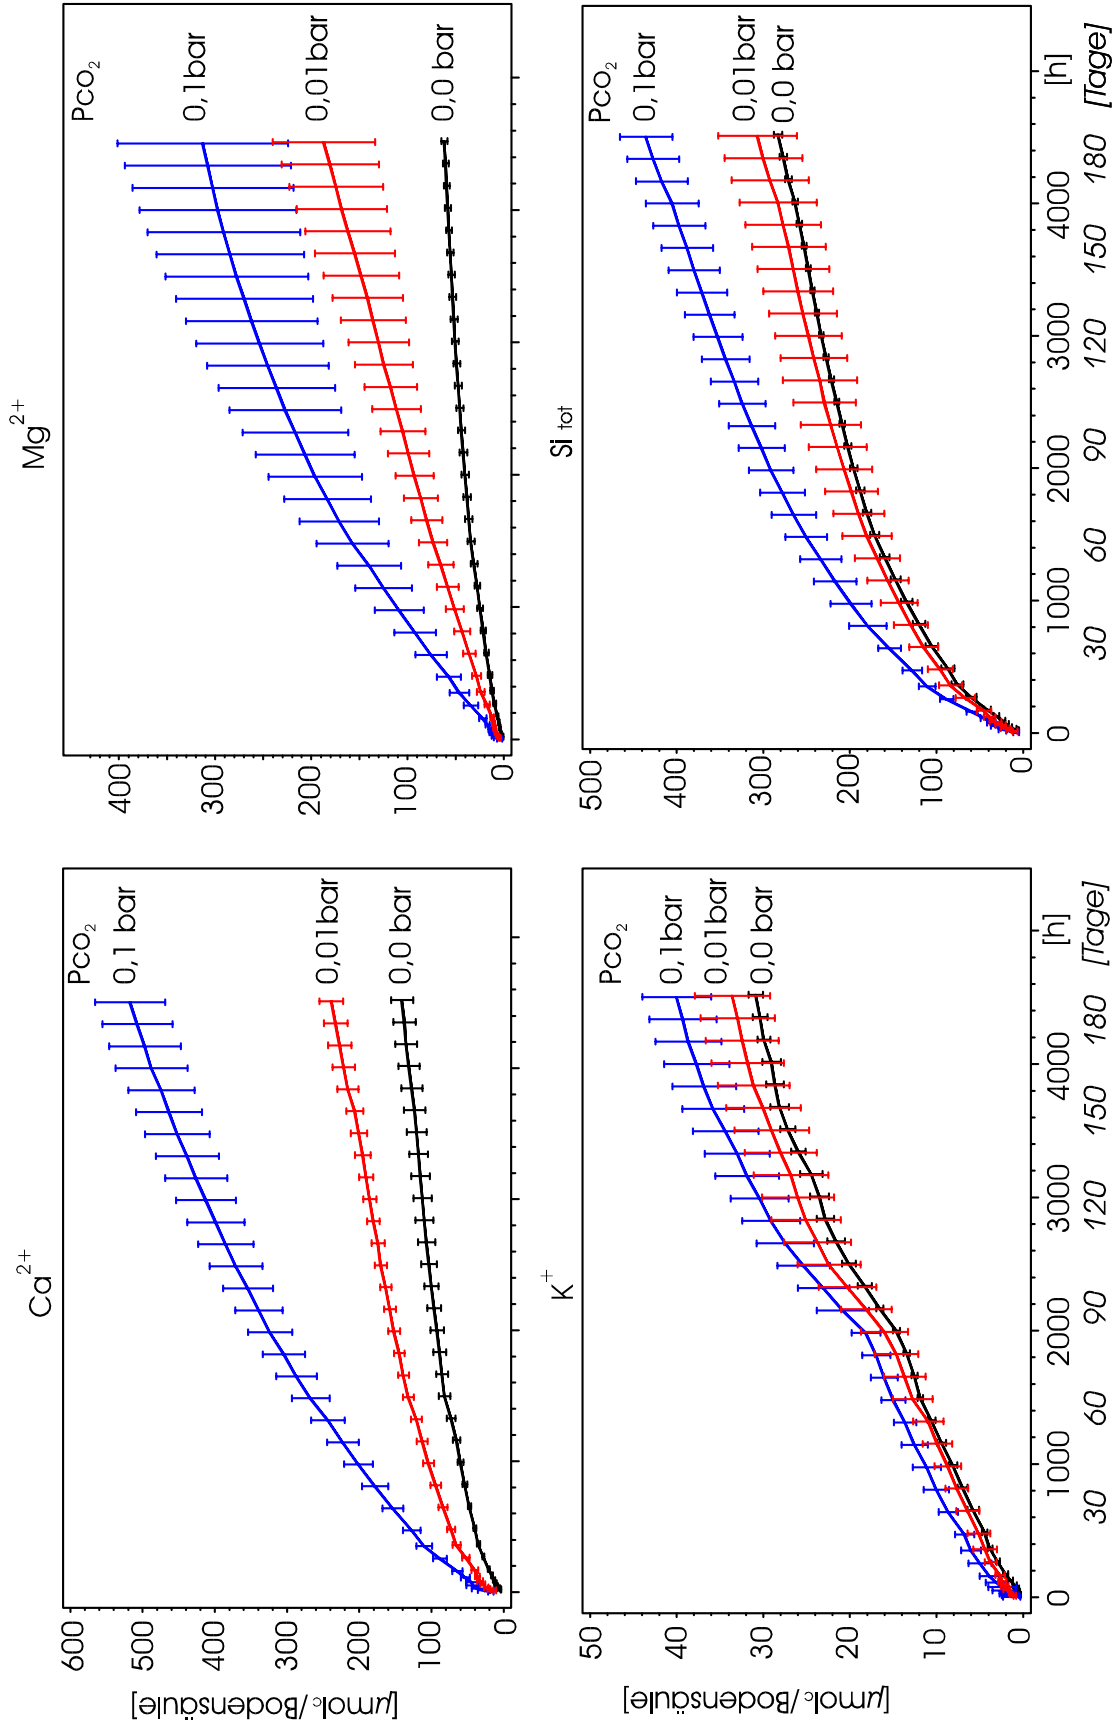 Ca2+
[µmolc/Bodensäule]
600
500
400
300
200
100
0
PCO2
0,1 bar
0,01bar
0,0 bar
Mg2+
400
300
200
100
0
PCO2
0,1bar
0,01bar
0,0 bar
K+
[µmolc/Bodensäule]
50
40
30
20
10
0
PCO2
0,1bar
0,01bar
0,0 bar
0 1000 2000 3000 4000 [h]
30 60 90 120 150 180 [Tage]
Si tot
500
400
300
200
100
0
PCO2
0,1bar
0,01bar
0,0 bar
0 1000 2000 3000 4000 [h]
30 60 90 120 150 180 [Tage]